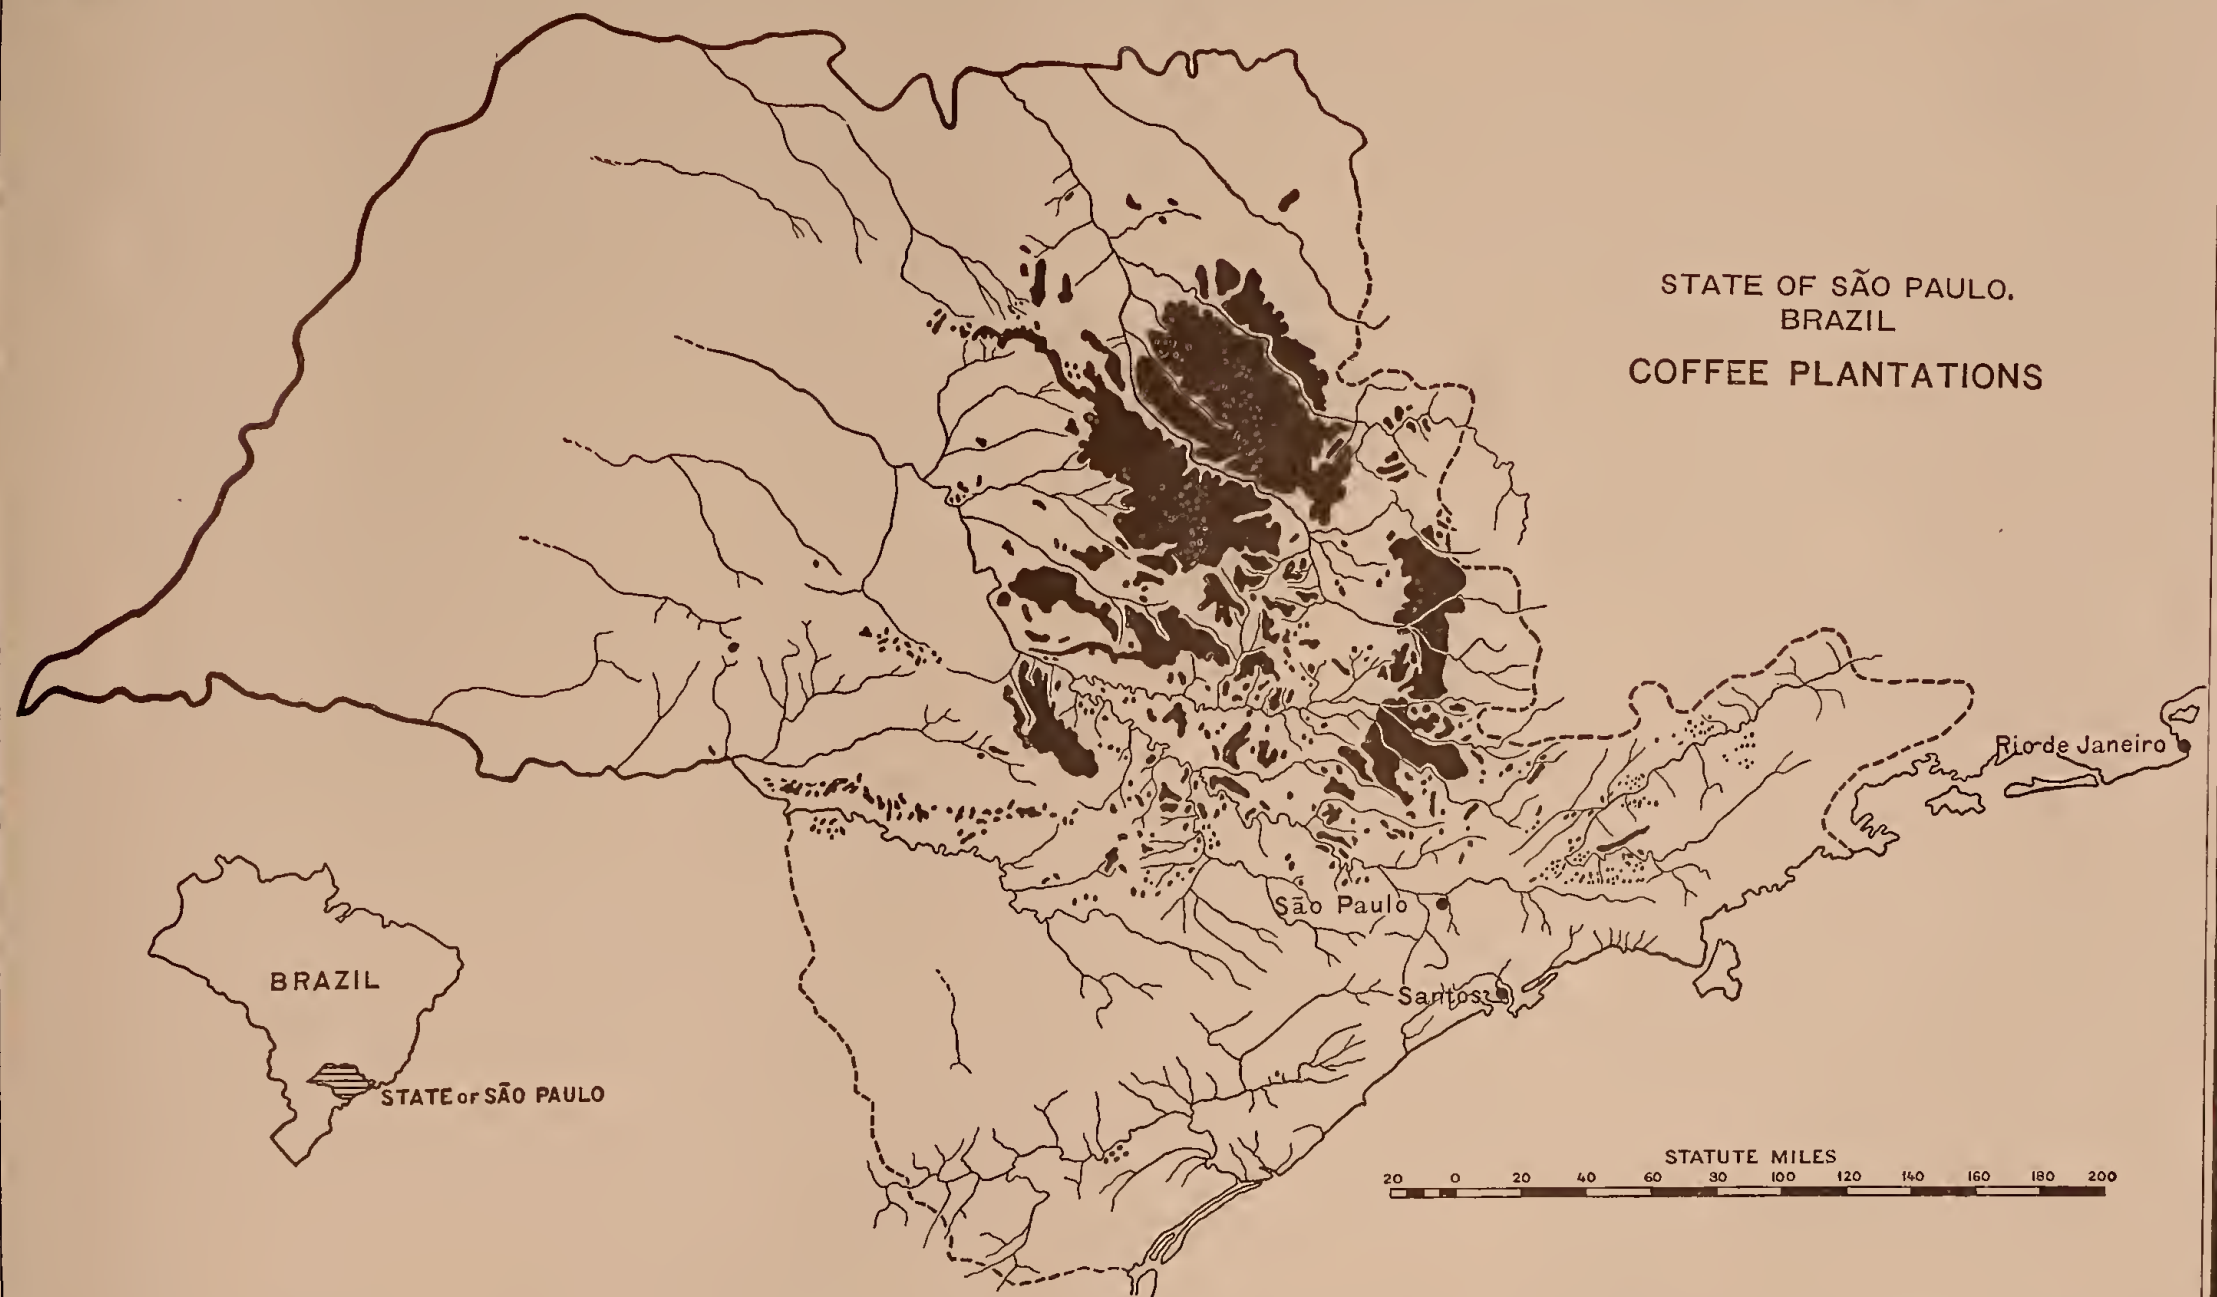 STATE OF SÃO PAULO.
BRAZIL
COFFEE PLANTATIONS
Rio de Janeiro
São Paulo
Santos
BRAZIL
STATE OF SÃO PAULO
STATUTE MILES
20 0 20 40 60 80 100 120 140 160 180 200